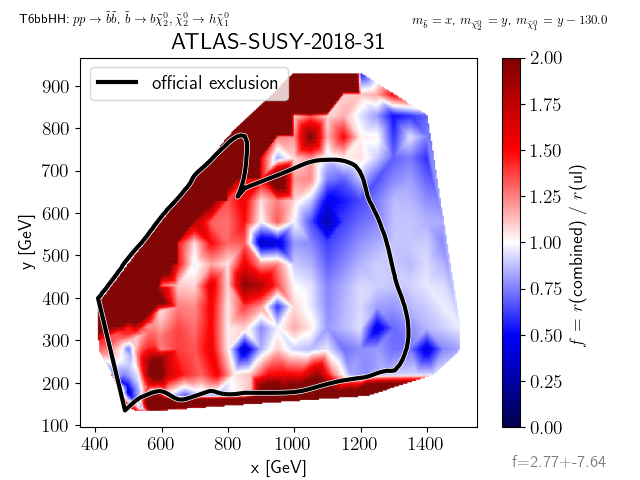 T6bbHH: pp → b̃b̃, b̃ → bχ̃⁰₂, χ̃⁰₂ → hχ̃⁰₁
m_b̃ = x, m_χ̃⁰₂ = y, m_χ̃⁰₁ = y − 130.0
ATLAS-SUSY-2018-31
official exclusion
y [GeV]
900
800
700
600
500
400
300
200
100
400 600 800 1000 1200 1400
x [GeV]
2.00
1.75
1.50
1.25
1.00
0.75
0.50
0.25
0.00
f = r(combined) / r(ul)
f=2.77+-7.64